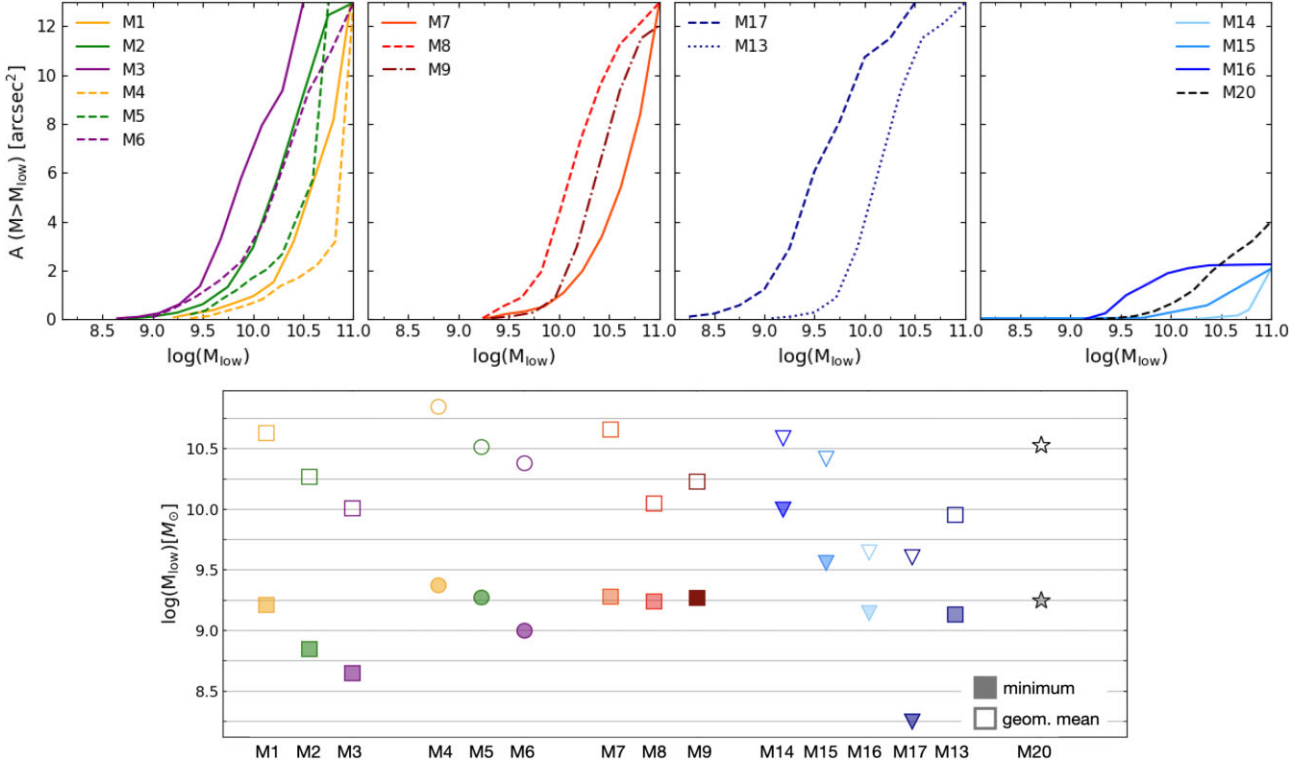 A (M>M_low) [arcsec²]
12
10
8
6
4
2
0
M1
M2
M3
M4
M5
M6
M7
M8
M9
M17
M13
M14
M15
M16
M20
8.5 9.0 9.5 10.0 10.5 11.0
8.5 9.0 9.5 10.0 10.5 11.0
8.5 9.0 9.5 10.0 10.5 11.0
8.5 9.0 9.5 10.0 10.5 11.0
log(M_low) log(M_low) log(M_low) log(M_low)
log(M_low)[M_⊙]
10.5
10.0
9.5
9.0
8.5
minimum
geom. mean
M1 M2 M3 M4 M5 M6 M7 M8 M9 M14 M15 M16 M17 M13 M20